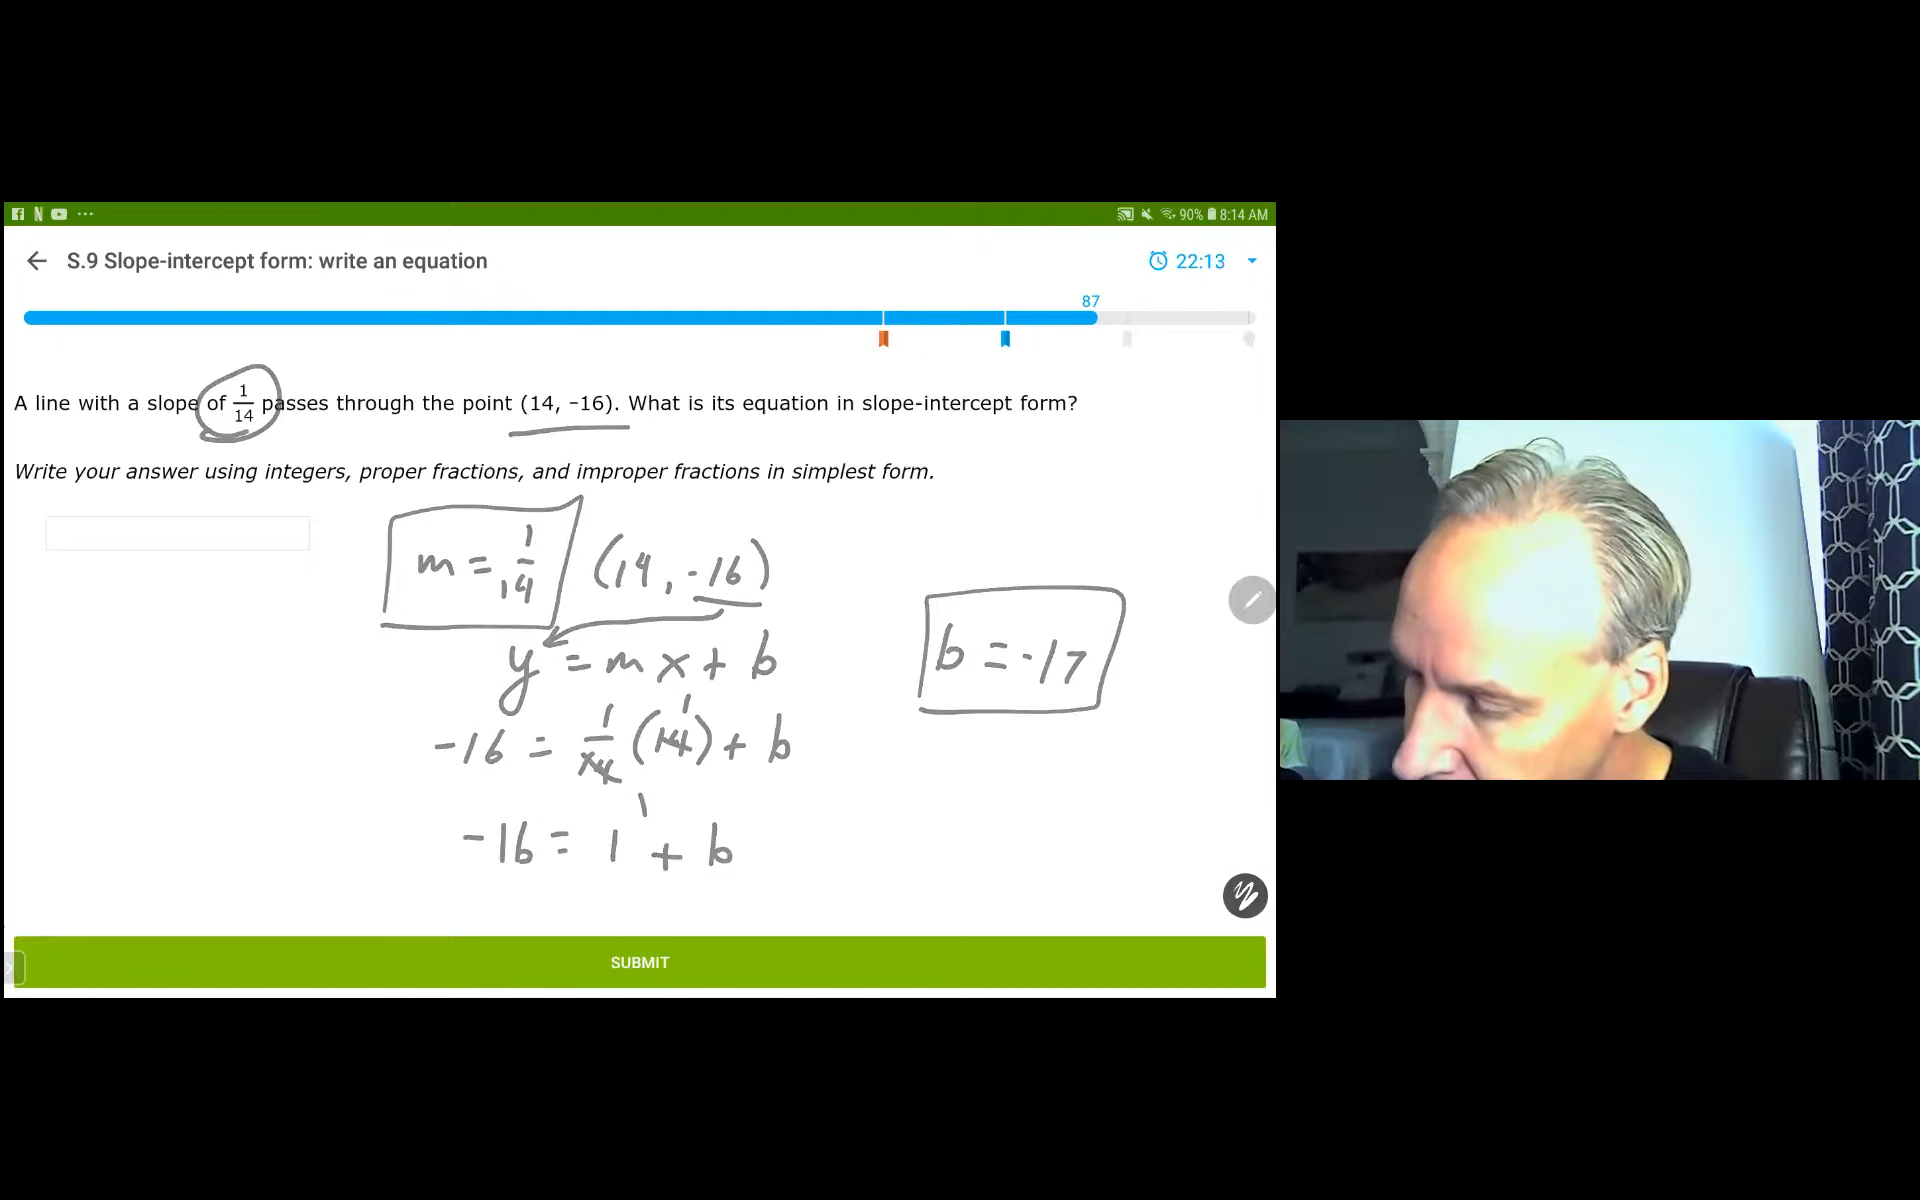 90% 8:14 AM
S.9 Slope-intercept form: write an equation
22:13
87
A line with a slope of 1/14 passes through the point (14, −16). What is its equation in slope-intercept form?
Write your answer using integers, proper fractions, and improper fractions in simplest form.
m = 1/14 (14, -16)
y = mx + b
b = -17
-16 = 1/14 (14) + b
1
1
-16 = 1 + b
SUBMIT